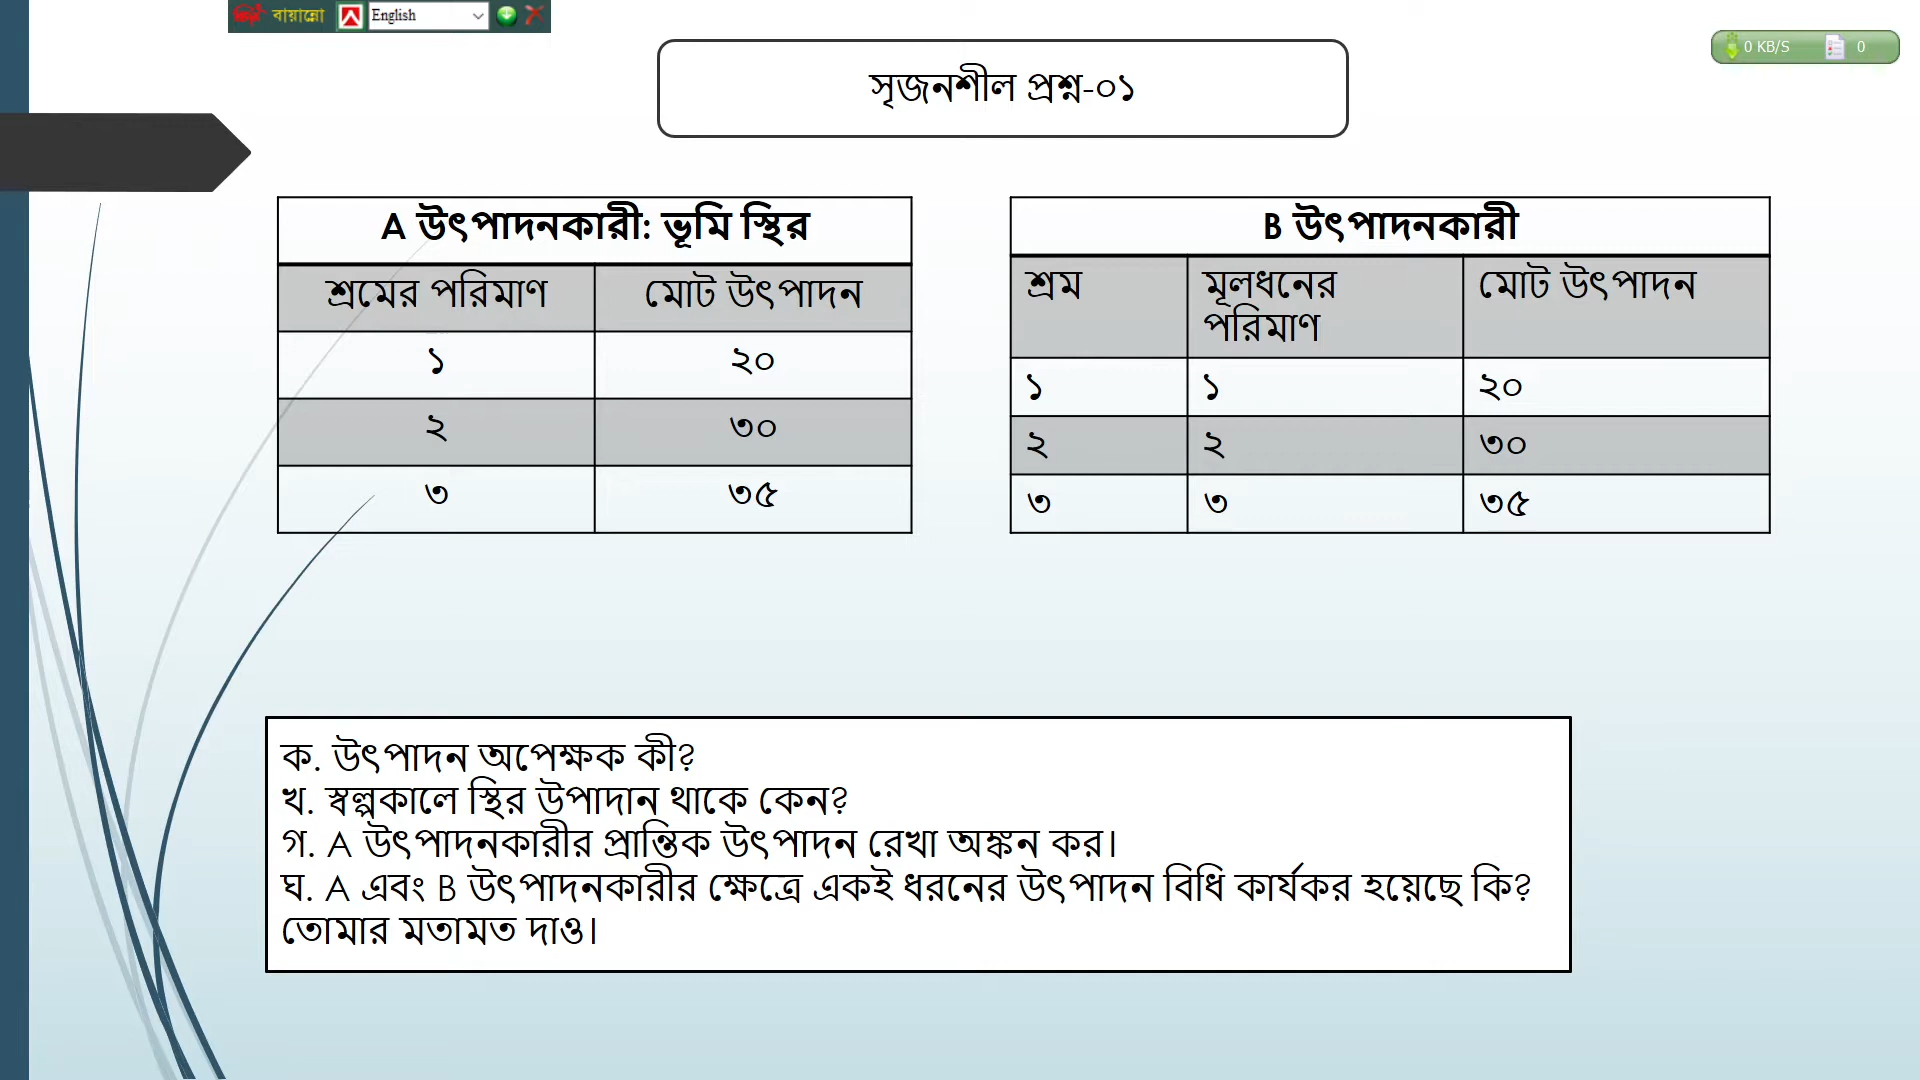 বায়ান্নো English
0 KB/S 0
সৃজনশীল প্রশ্ন-০১
A উৎপাদনকারী: ভূমি স্থির
শ্রমের পরিমাণ মোট উৎপাদন
১ ২০
২ ৩০
৩ ৩৫
B উৎপাদনকারী
শ্রম মূলধনের পরিমাণ মোট উৎপাদন
১ ১ ২০
২ ২ ৩০
৩ ৩ ৩৫
ক. উৎপাদন অপেক্ষক কী?
খ. স্বল্পকালে স্থির উপাদান থাকে কেন?
গ. A উৎপাদনকারীর প্রান্তিক উৎপাদন রেখা অঙ্কন কর।
ঘ. A এবং B উৎপাদনকারীর ক্ষেত্রে একই ধরনের উৎপাদন বিধি কার্যকর হয়েছে কি?
তোমার মতামত দাও।